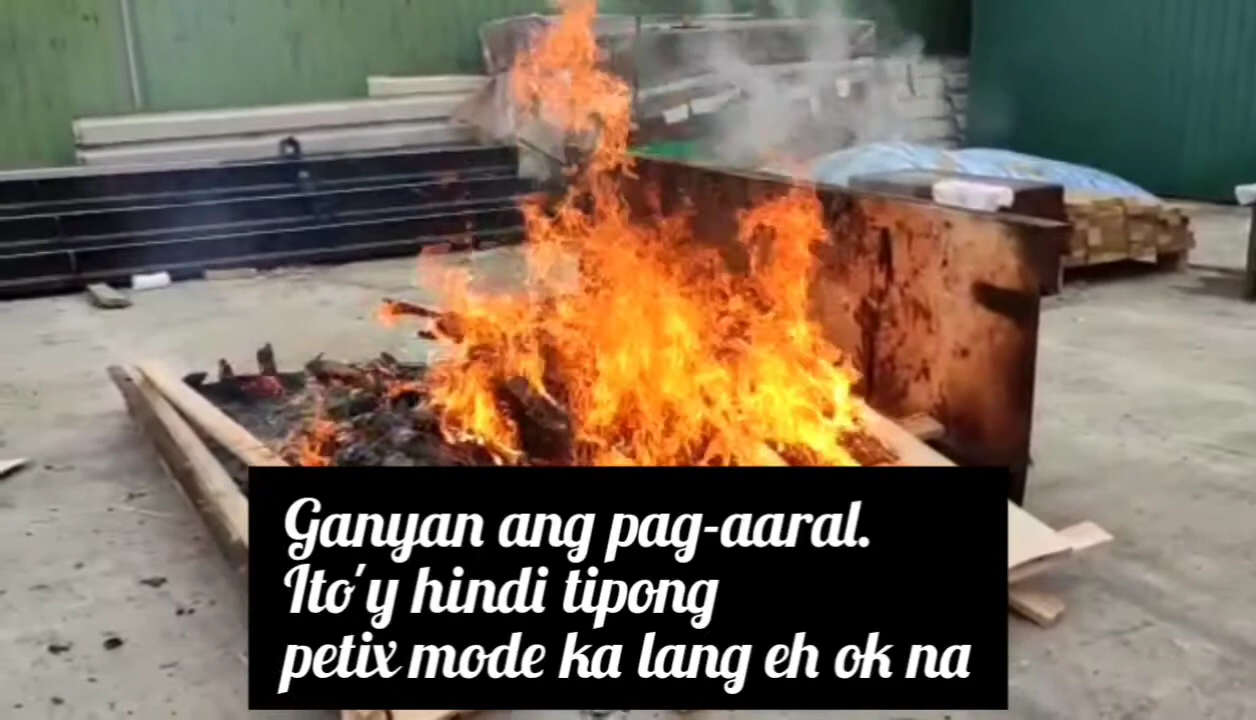 Ganyan ang pag-aaral.
Ito'y hindi tipong
petix mode ka lang eh ok na